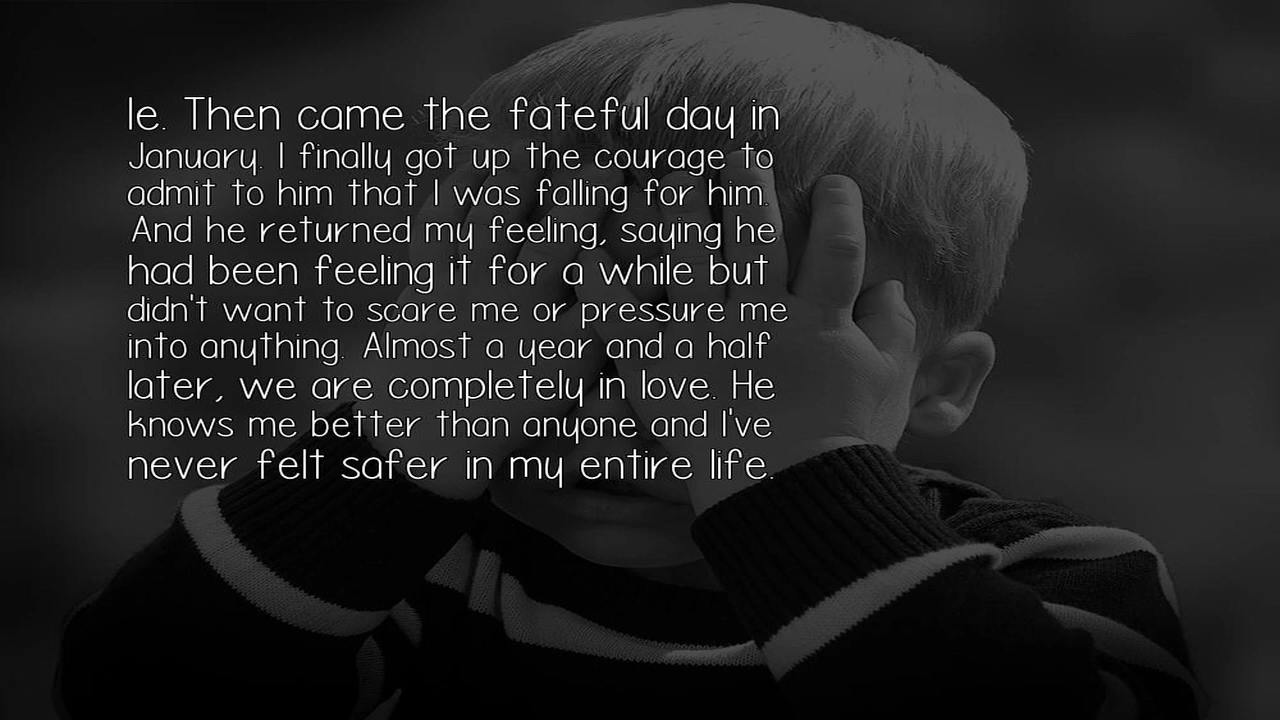 le. Then came the fateful day in
January. I finally got up the courage to
admit to him that I was falling for him.
And he returned my feeling, saying he
had been feeling it for a while but
didn't want to scare me or pressure me
into anything. Almost a year and a half
later, we are completely in love. He
knows me better than anyone and I've
never felt safer in my entire life.